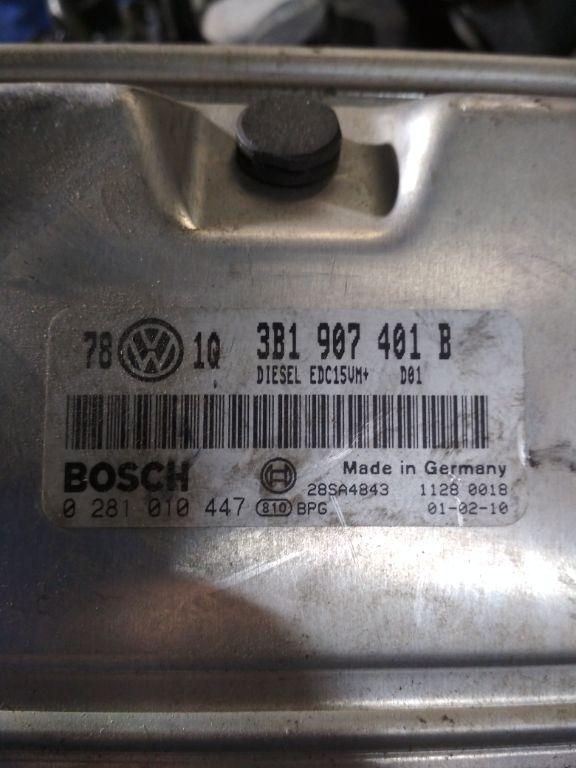 78 VW 1Q 3B1 907 401 B
DIESEL EDC15VM+ D01
BOSCH Made in Germany
28SA4843 1128 0018
0 281 010 447 810 BPG 01-02-10